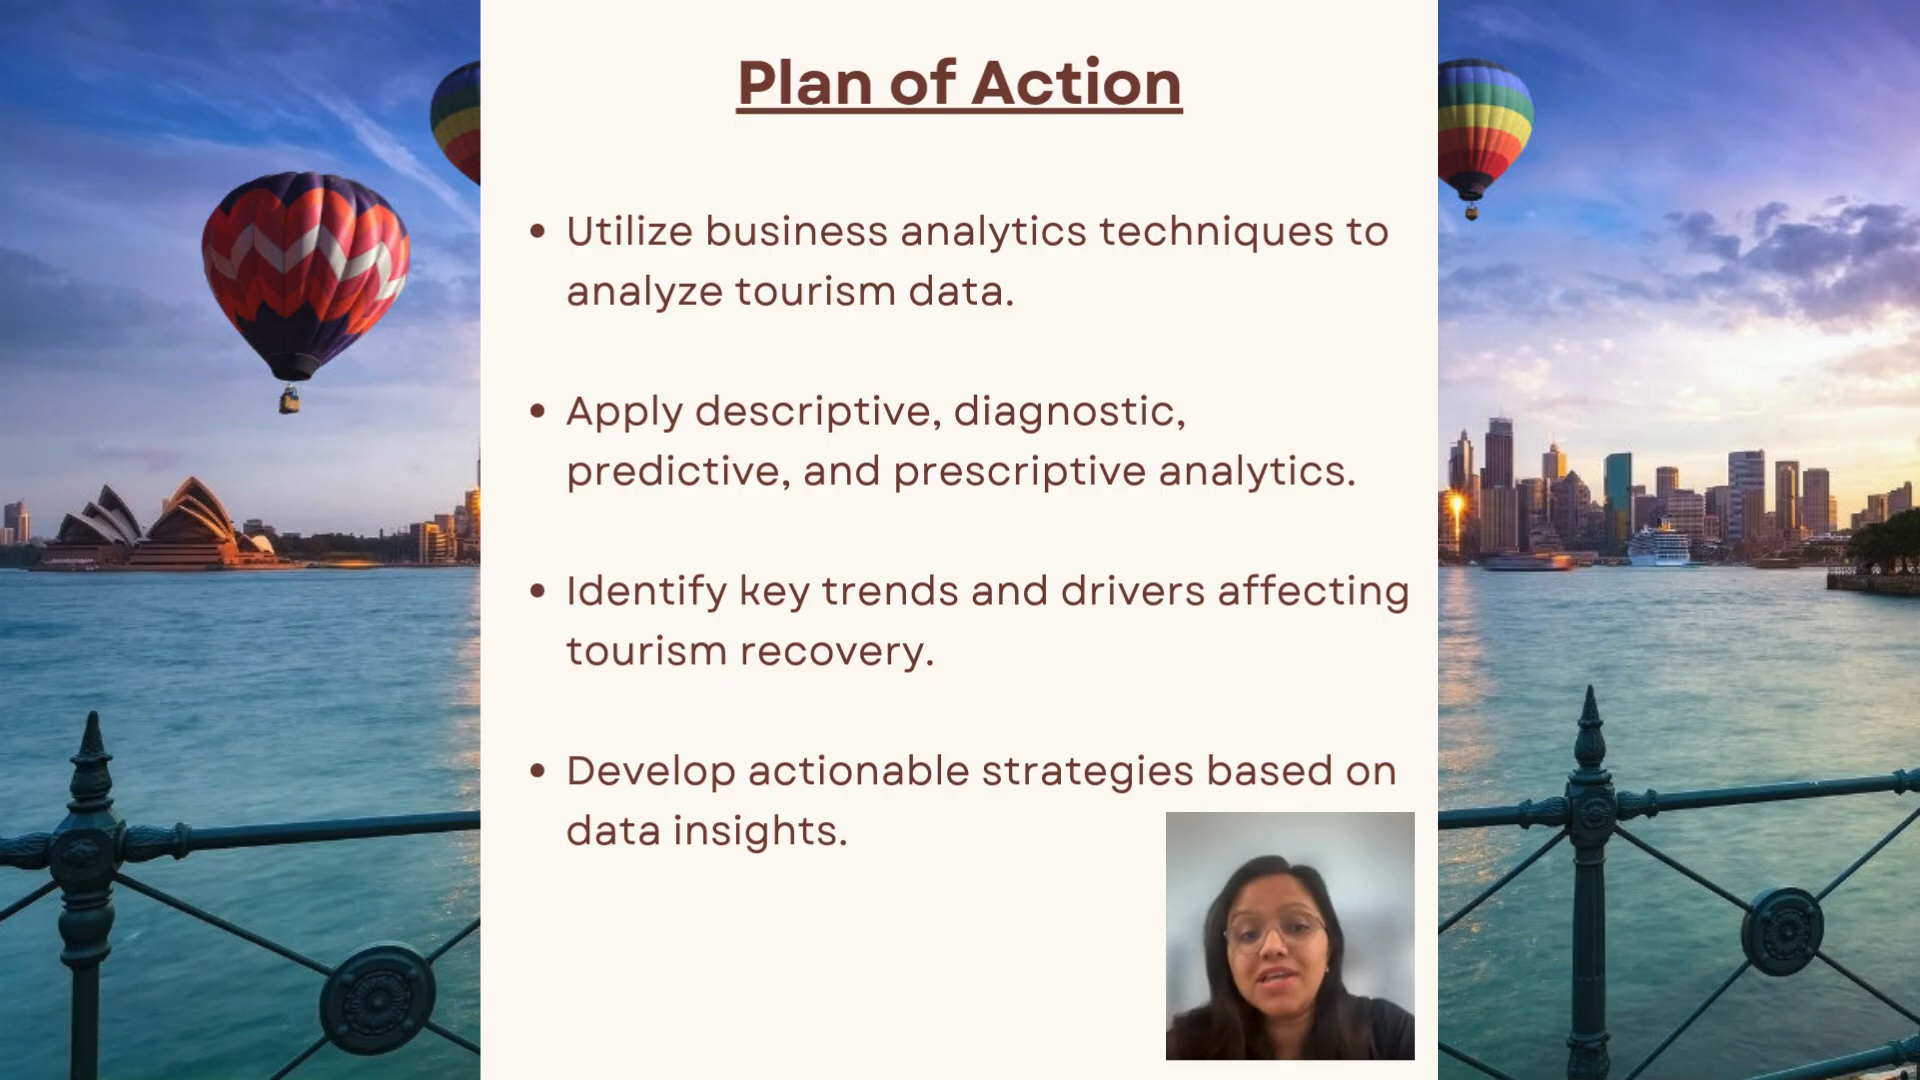 Plan of Action
• Utilize business analytics techniques to
analyze tourism data.
• Apply descriptive, diagnostic,
predictive, and prescriptive analytics.
• Identify key trends and drivers affecting
tourism recovery.
• Develop actionable strategies based on
data insights.